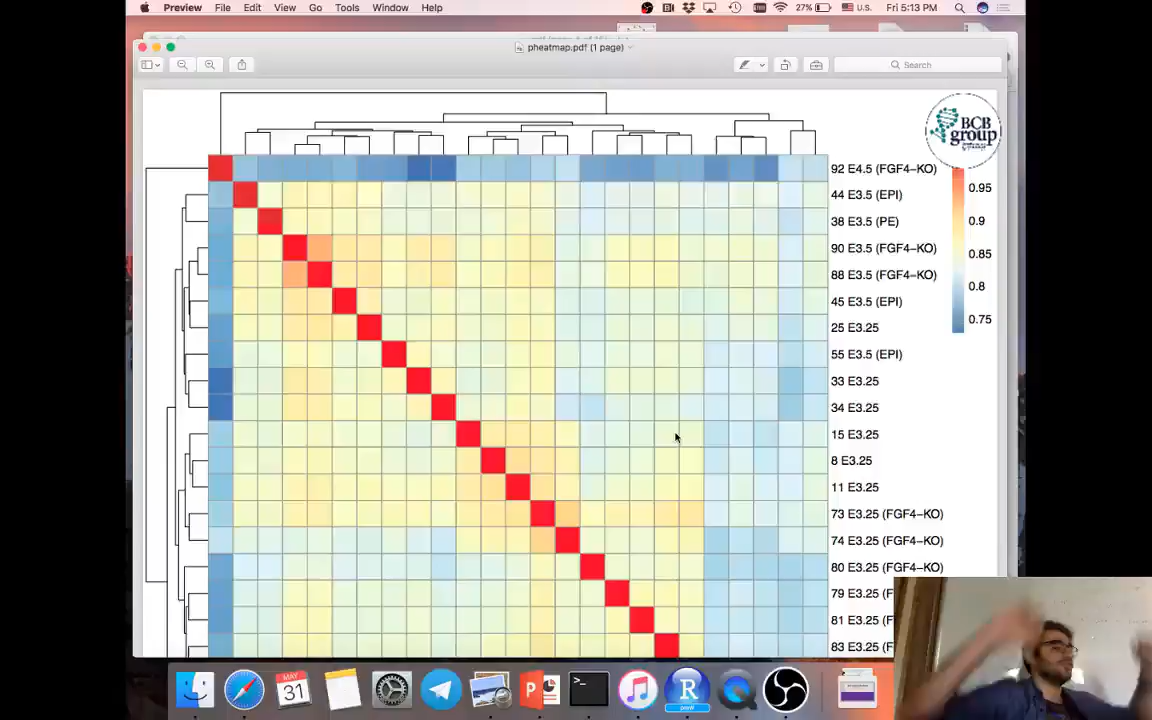 Preview File Edit View Go Tools Window Help 27% U.S. Fri 5:13 PM
pheatmap.pdf (1 page)
Search
BCB
group
92 E4.5 (FGF4−KO)
44 E3.5 (EPI)
38 E3.5 (PE)
90 E3.5 (FGF4−KO)
88 E3.5 (FGF4−KO)
45 E3.5 (EPI)
25 E3.25
55 E3.5 (EPI)
33 E3.25
34 E3.25
15 E3.25
8 E3.25
11 E3.25
73 E3.25 (FGF4−KO)
74 E3.25 (FGF4−KO)
80 E3.25 (FGF4−KO)
79 E3.25 (F
81 E3.25 (F
83 E3.25 (F
0.95
0.9
0.85
0.8
0.75
MAY
31
P
>_
R